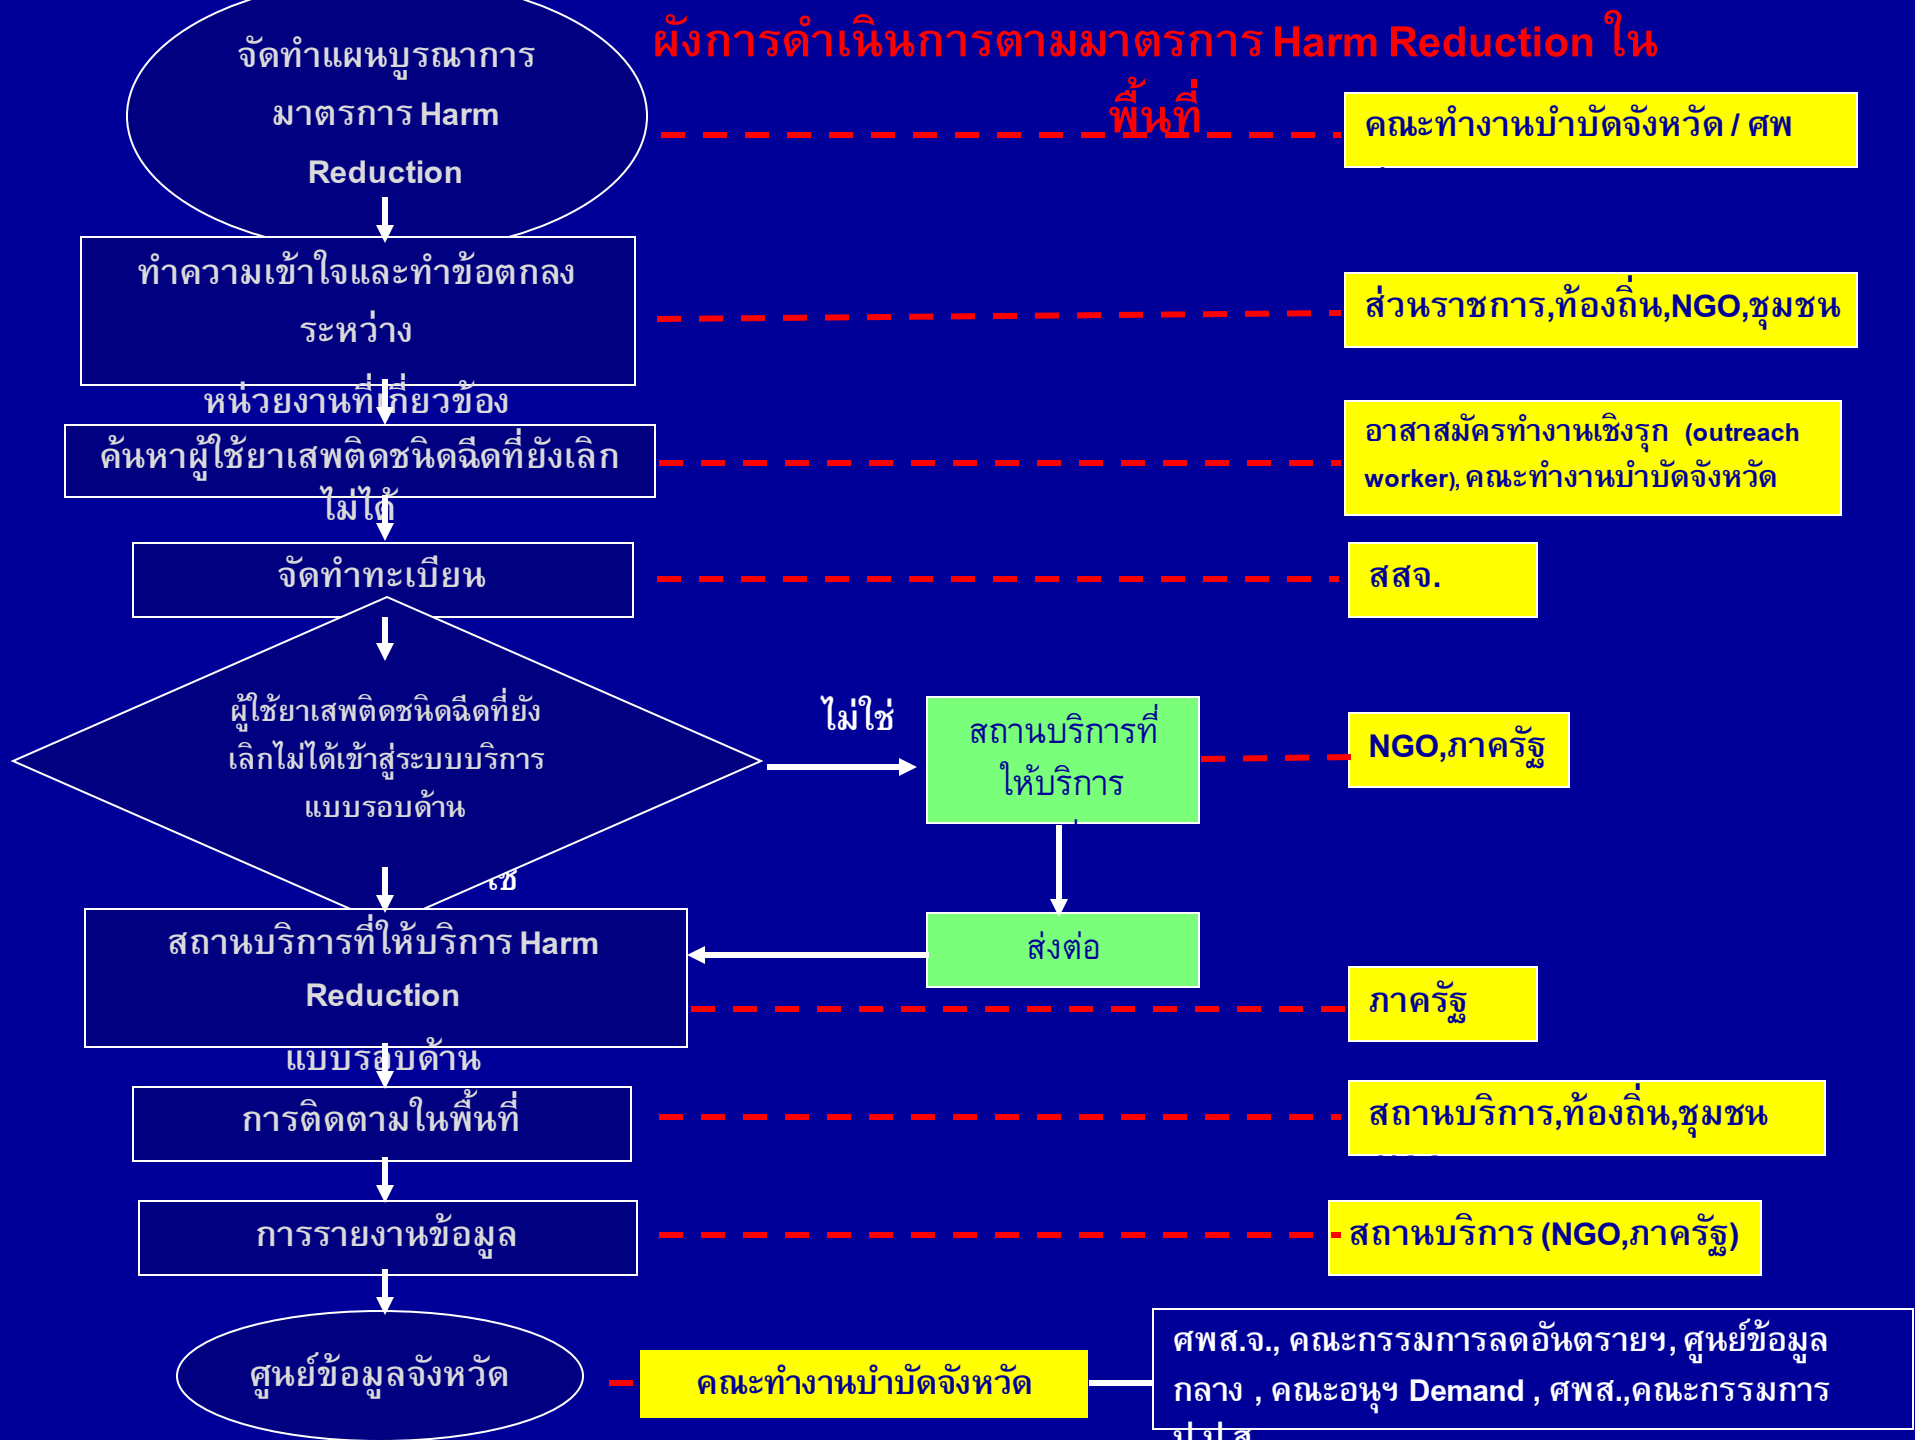 ผังการดำเนินการตามมาตรการ Harm Reduction ใน
พื้นที่
จัดทำแผนบูรณาการ
มาตรการ Harm
Reduction
คณะทำงานบำบัดจังหวัด / ศพ
ทำความเข้าใจและทำข้อตกลง
ระหว่าง
หน่วยงานที่เกี่ยวข้อง
ส่วนราชการ,ท้องถิ่น,NGO,ชุมชน
ค้นหาผู้ใช้ยาเสพติดชนิดฉีดที่ยังเลิก
ไม่ได้
อาสาสมัครทำงานเชิงรุก (outreach
worker), คณะทำงานบำบัดจังหวัด
จัดทำทะเบียน
สสจ.
ผู้ใช้ยาเสพติดชนิดฉีดที่ยัง
เลิกไม่ได้เข้าสู่ระบบบริการ
แบบรอบด้าน
ไม่ใช่
สถานบริการที่
ให้บริการ
NGO,ภาครัฐ
ใช่
สถานบริการที่ให้บริการ Harm
Reduction
แบบรอบด้าน
ส่งต่อ
ภาครัฐ
การติดตามในพื้นที่
สถานบริการ,ท้องถิ่น,ชุมชน
การรายงานข้อมูล
สถานบริการ (NGO,ภาครัฐ)
ศูนย์ข้อมูลจังหวัด
คณะทำงานบำบัดจังหวัด
ศพส.จ., คณะกรรมการลดอันตรายฯ, ศูนย์ข้อมูล
กลาง , คณะอนุฯ Demand , ศพส.,คณะกรรมการ
ป.ป.ส